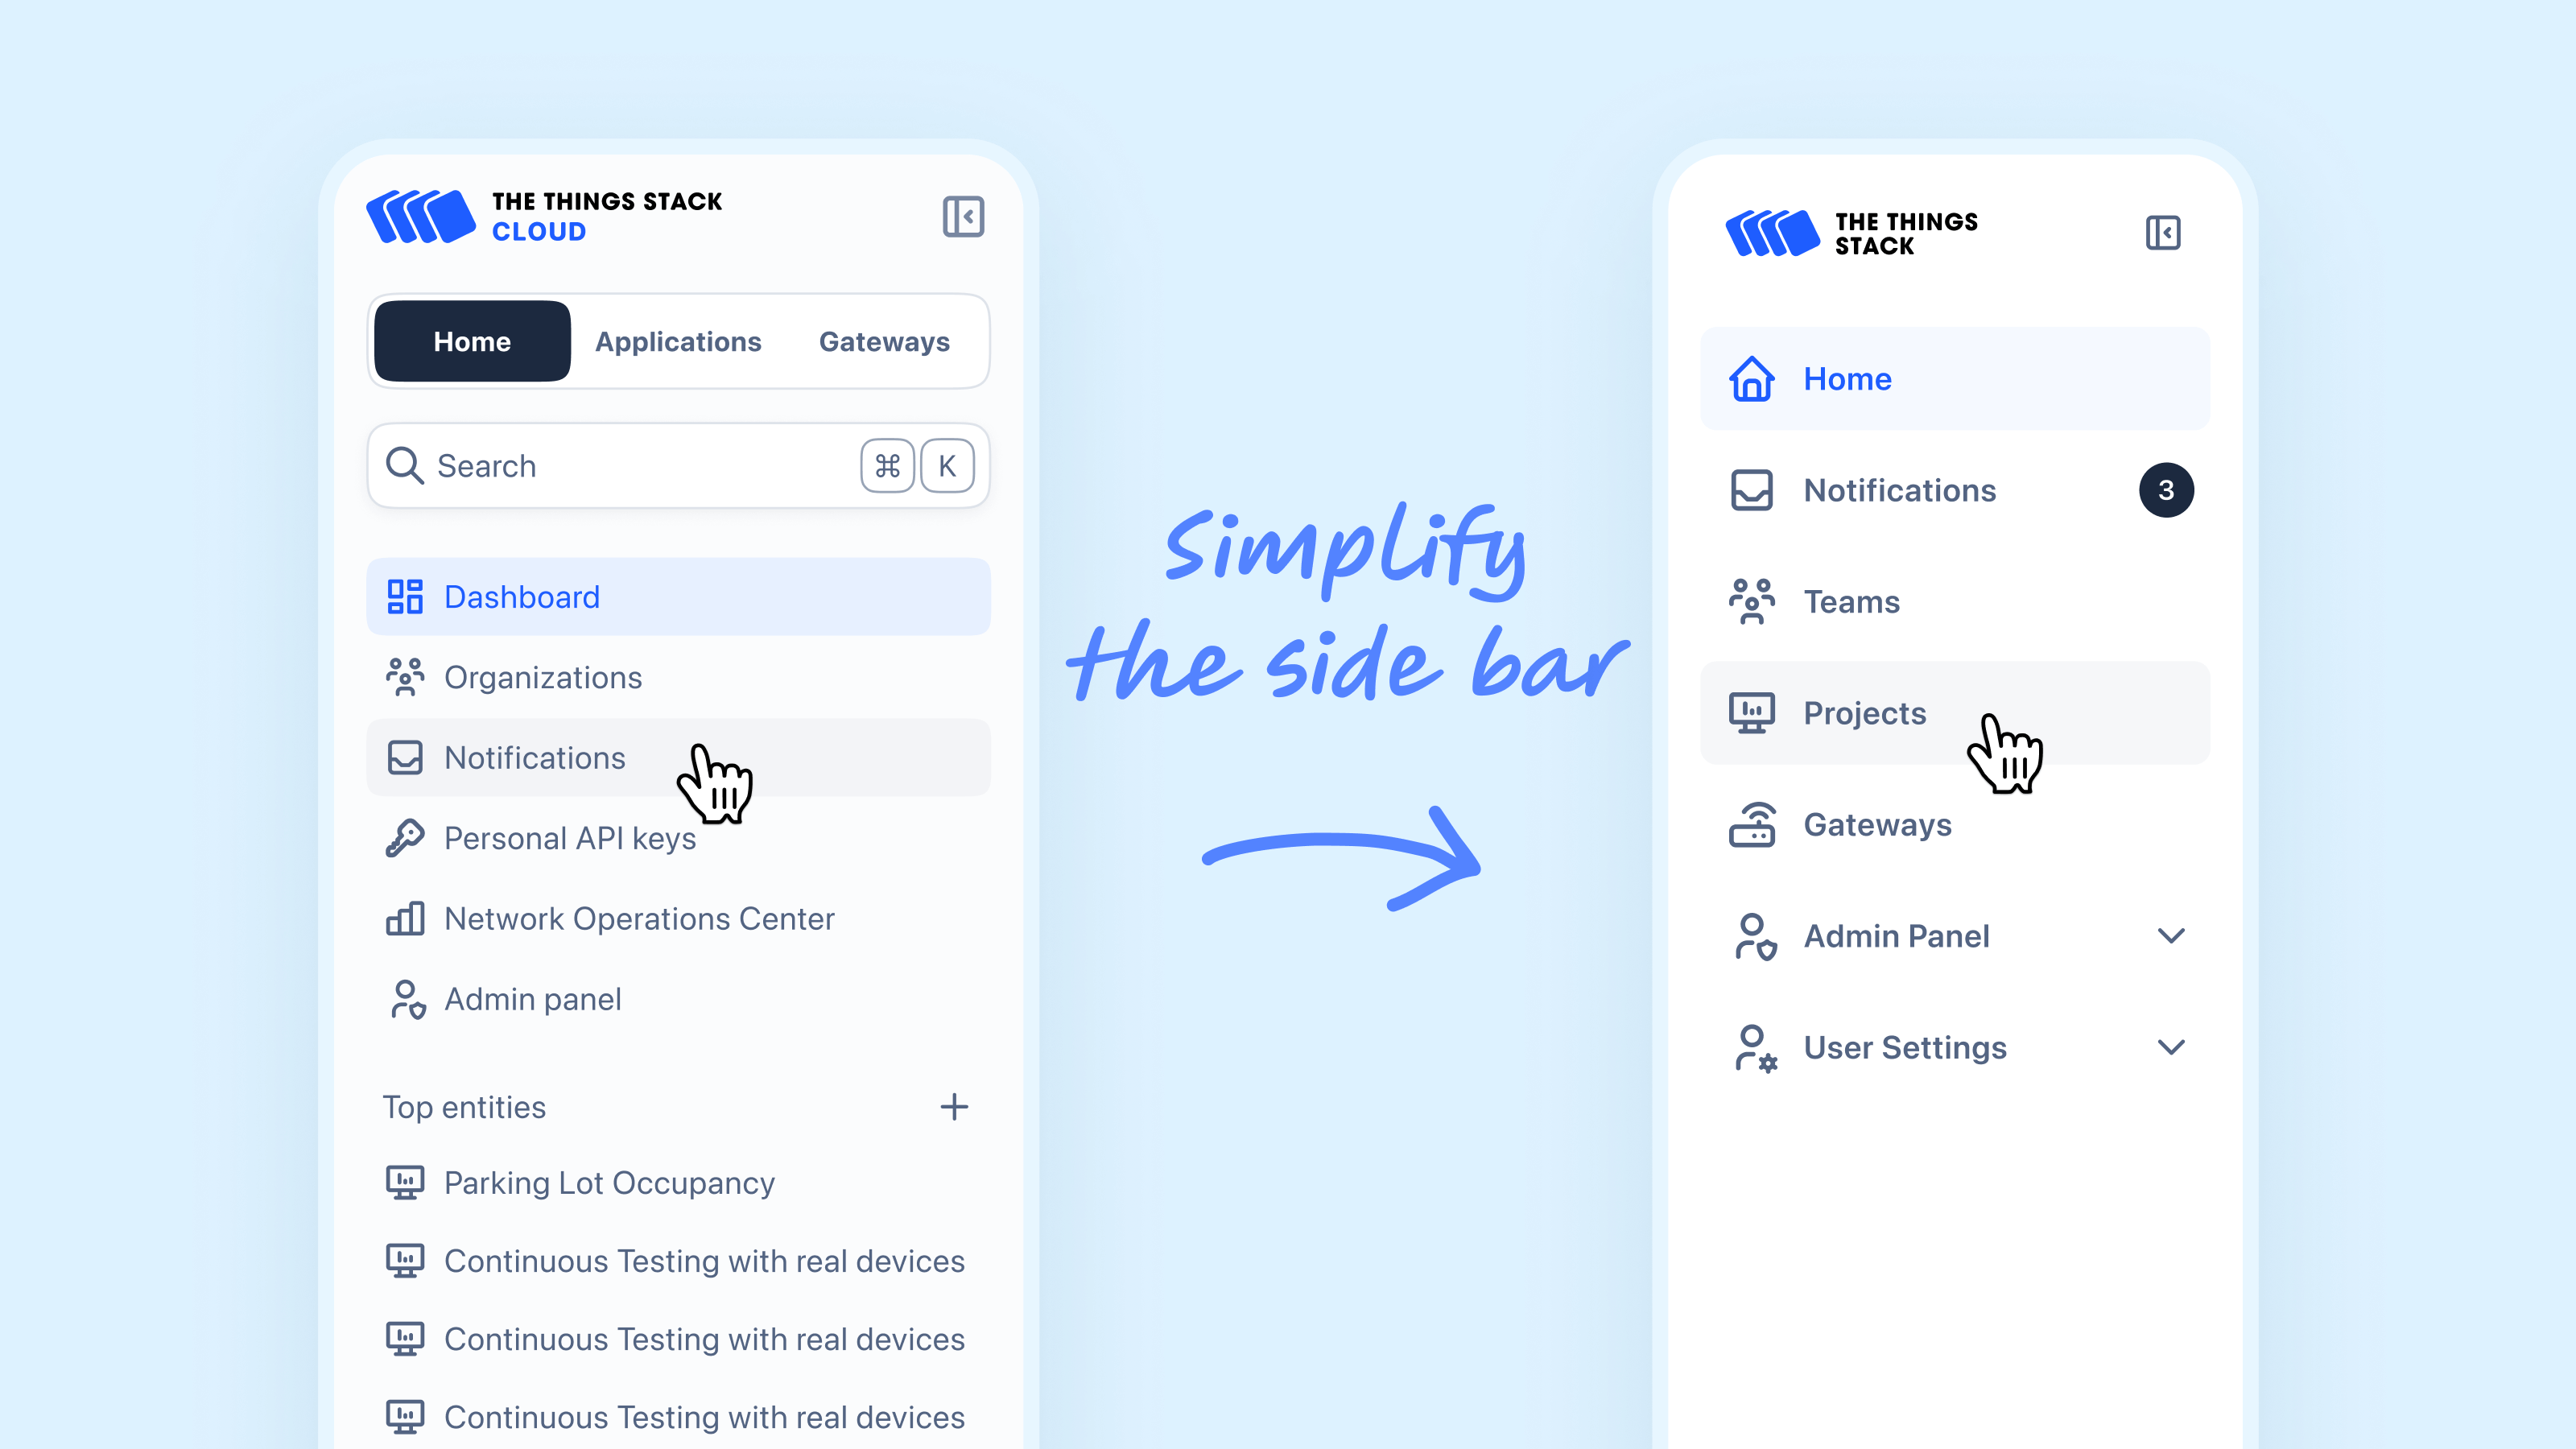 THE THINGS STACK
CLOUD
Home Applications Gateways
Search ⌘ K
Dashboard
Organizations
Notifications
Personal API keys
Network Operations Center
Admin panel
Top entities
Parking Lot Occupancy
Continuous Testing with real devices
Continuous Testing with real devices
Continuous Testing with real devices
Simplify
the side bar
THE THINGS
STACK
Home
Notifications 3
Teams
Projects
Gateways
Admin Panel
User Settings